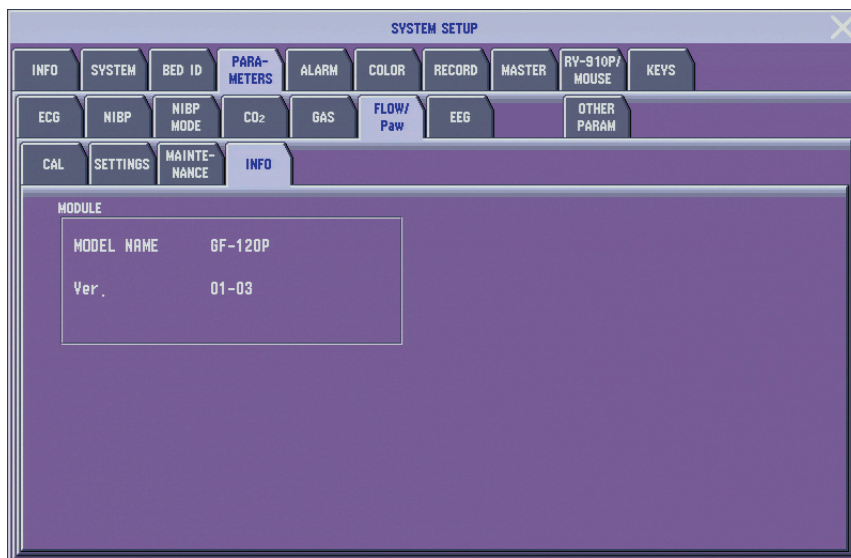 SYSTEM SETUP
INFO SYSTEM BED ID PARA-METERS ALARM COLOR RECORD MASTER RY-910P/MOUSE KEYS
ECG NIBP NIBP MODE CO₂ GAS FLOW/Paw EEG OTHER PARAM
CAL SETTINGS MAINTE-NANCE INFO
MODULE
MODEL NAME GF-120P
Ver. 01-03